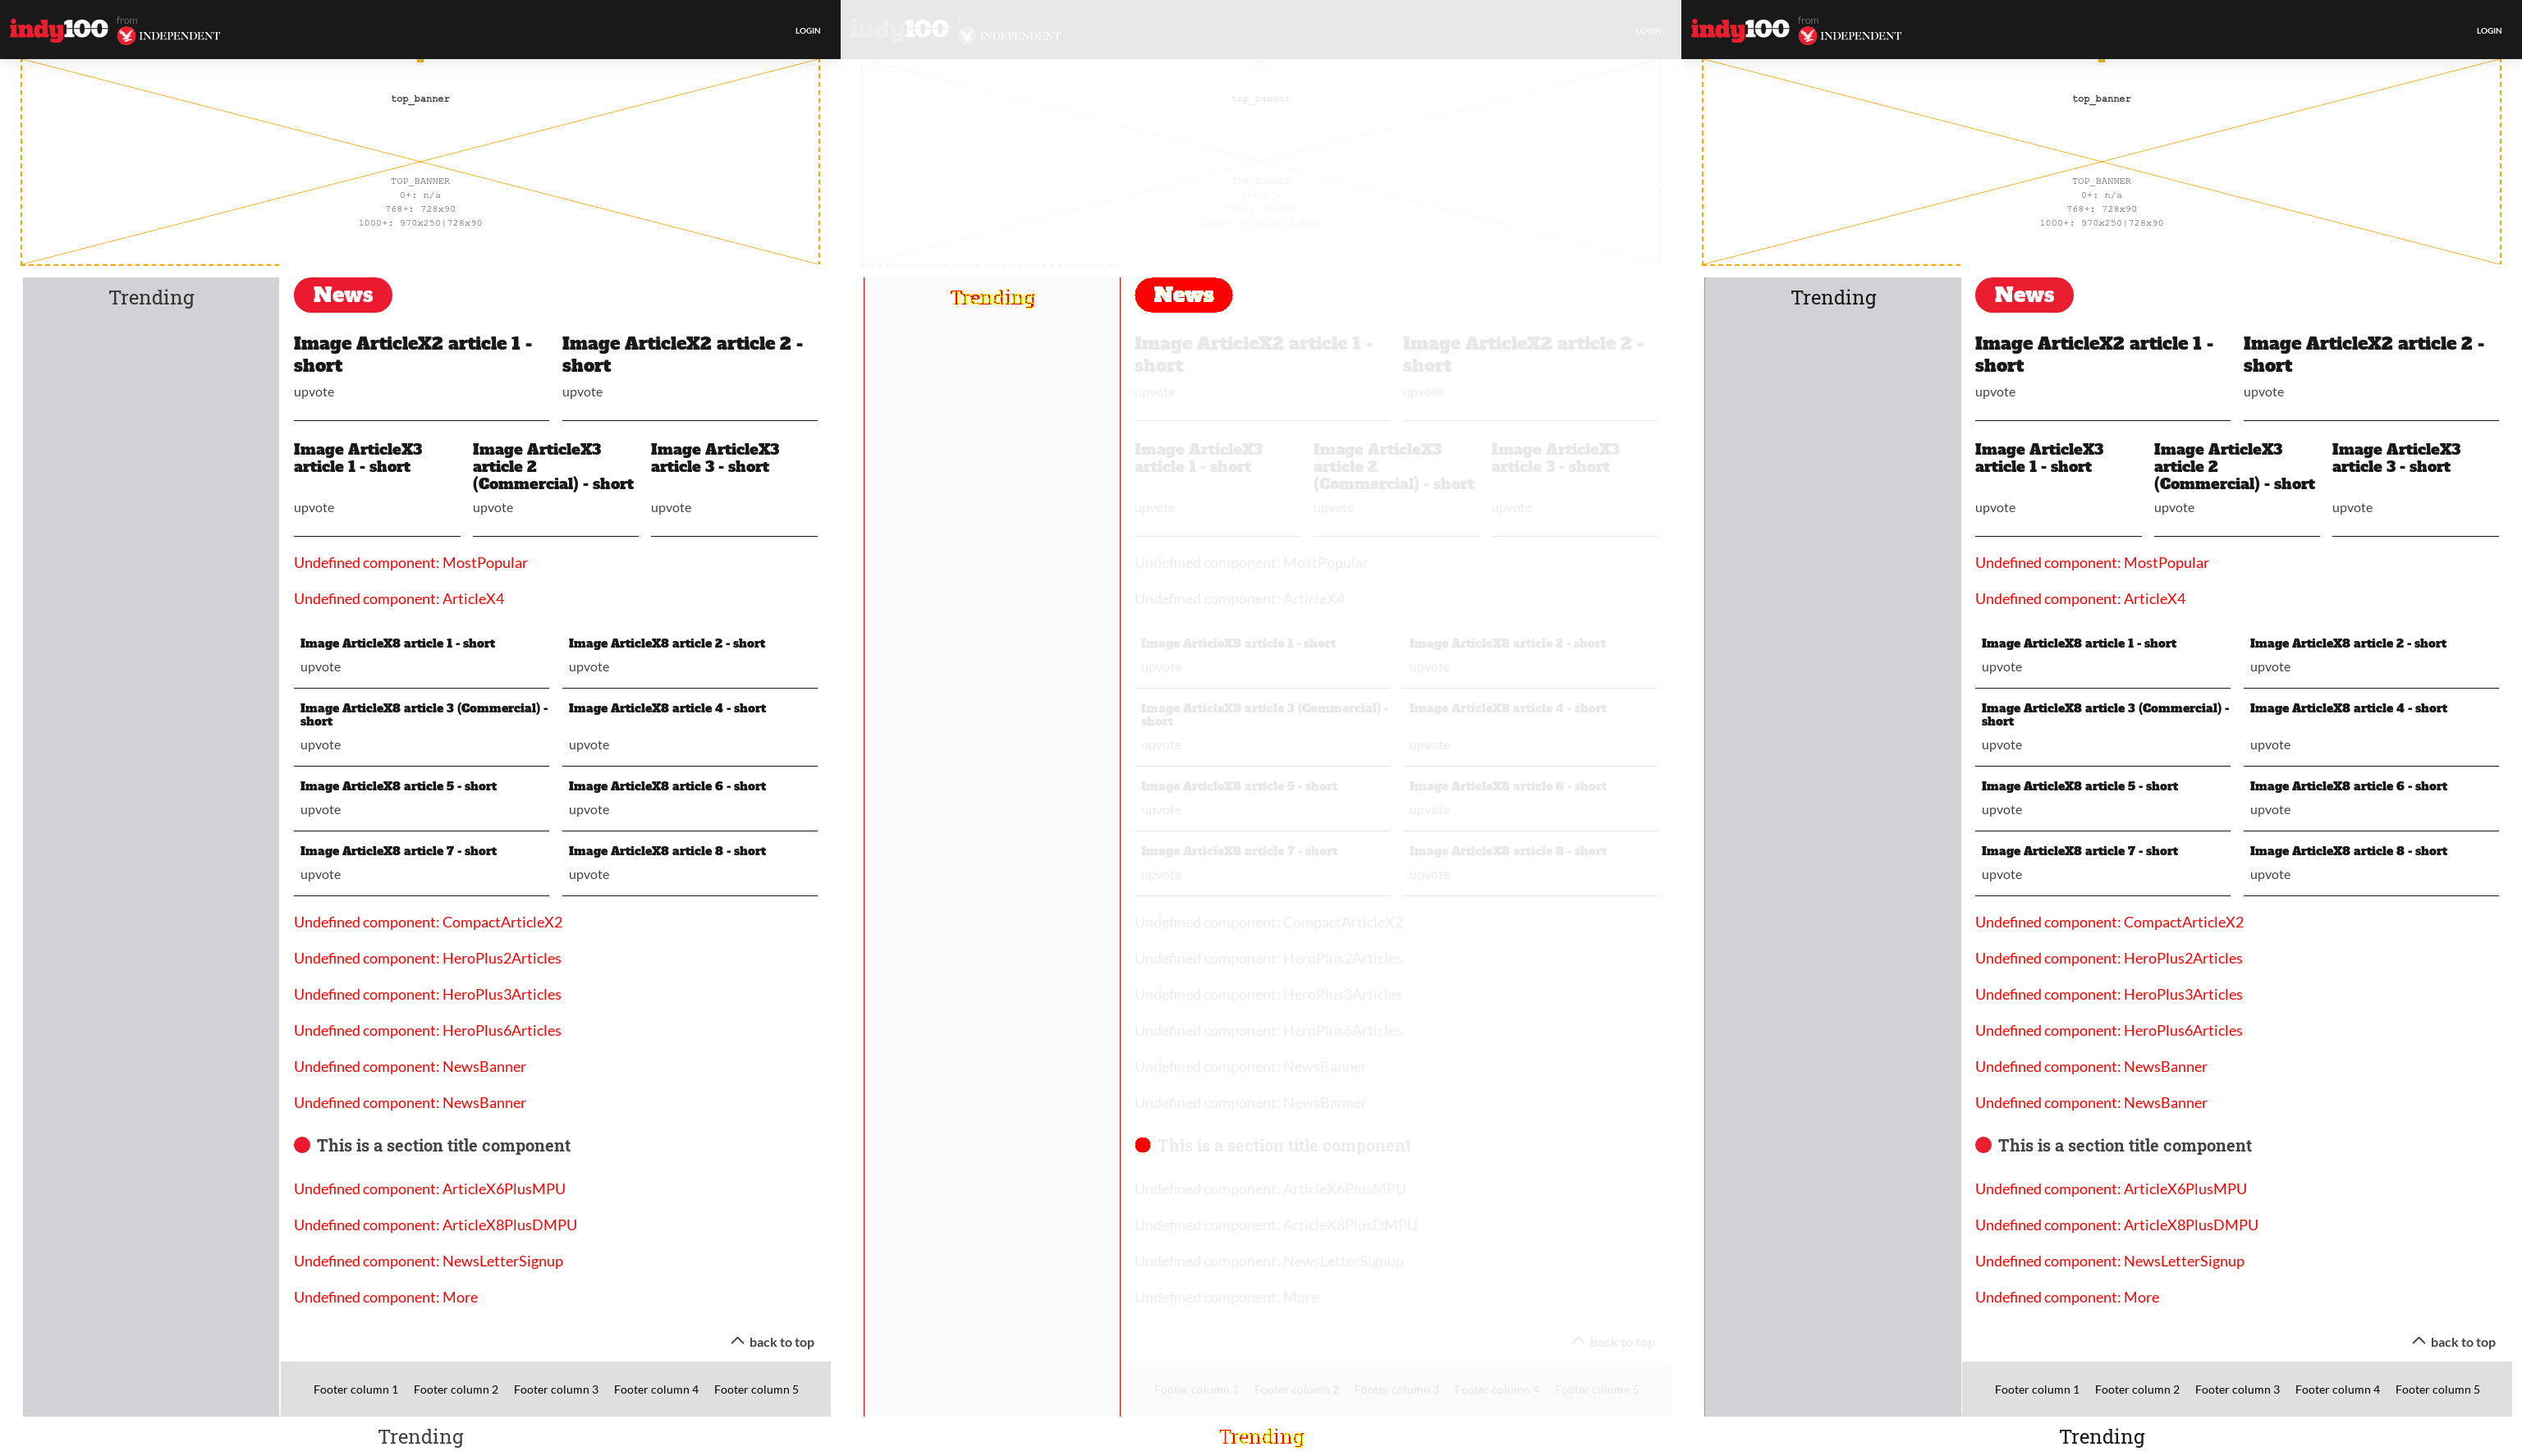 indy100
from
INDEPENDENT
LOGIN
top_banner
TOP_BANNER
0+: n/a
768+: 728x90
1000+: 970x250|728x90
Trending
News
Image ArticleX2 article 1 -
short
upvote
Image ArticleX2 article 2 -
short
upvote
Image ArticleX3
article 1 - short
upvote
Image ArticleX3
article 2
(Commercial) - short
upvote
Image ArticleX3
article 3 - short
upvote
Undefined component: MostPopular
Undefined component: ArticleX4
Image ArticleX8 article 1 - short
upvote
Image ArticleX8 article 2 - short
upvote
Image ArticleX8 article 3 (Commercial) -
short
upvote
Image ArticleX8 article 4 - short
upvote
Image ArticleX8 article 5 - short
upvote
Image ArticleX8 article 6 - short
upvote
Image ArticleX8 article 7 - short
upvote
Image ArticleX8 article 8 - short
upvote
Undefined component: CompactArticleX2
Undefined component: HeroPlus2Articles
Undefined component: HeroPlus3Articles
Undefined component: HeroPlus6Articles
Undefined component: NewsBanner
Undefined component: NewsBanner
This is a section title component
Undefined component: ArticleX6PlusMPU
Undefined component: ArticleX8PlusDMPU
Undefined component: NewsLetterSignup
Undefined component: More
back to top
Footer column 1 Footer column 2 Footer column 3 Footer column 4 Footer column 5
Trending
indy100
INDEPENDENT
LOGIN
top_banner
TOP_BANNER
0+: n/a
768+: 728x90
1000+: 970x250|728x90
Trending
News
Image ArticleX2 article 1 -
short
upvote
Image ArticleX2 article 2 -
short
upvote
Image ArticleX3
article 1 - short
upvote
Image ArticleX3
article 2
(Commercial) - short
upvote
Image ArticleX3
article 3 - short
upvote
Undefined component: MostPopular
Undefined component: ArticleX4
Image ArticleX8 article 1 - short
upvote
Image ArticleX8 article 2 - short
upvote
Image ArticleX8 article 3 (Commercial) -
short
upvote
Image ArticleX8 article 4 - short
upvote
Image ArticleX8 article 5 - short
upvote
Image ArticleX8 article 6 - short
upvote
Image ArticleX8 article 7 - short
upvote
Image ArticleX8 article 8 - short
upvote
Undefined component: CompactArticleX2
Undefined component: HeroPlus2Articles
Undefined component: HeroPlus3Articles
Undefined component: HeroPlus6Articles
Undefined component: NewsBanner
Undefined component: NewsBanner
This is a section title component
Undefined component: ArticleX6PlusMPU
Undefined component: ArticleX8PlusDMPU
Undefined component: NewsLetterSignup
Undefined component: More
back to top
Footer column 1 Footer column 2 Footer column 3 Footer column 4 Footer column 5
Trending
indy100
from
INDEPENDENT
LOGIN
top_banner
TOP_BANNER
0+: n/a
768+: 728x90
1000+: 970x250|728x90
Trending
News
Image ArticleX2 article 1 -
short
upvote
Image ArticleX2 article 2 -
short
upvote
Image ArticleX3
article 1 - short
upvote
Image ArticleX3
article 2
(Commercial) - short
upvote
Image ArticleX3
article 3 - short
upvote
Undefined component: MostPopular
Undefined component: ArticleX4
Image ArticleX8 article 1 - short
upvote
Image ArticleX8 article 2 - short
upvote
Image ArticleX8 article 3 (Commercial) -
short
upvote
Image ArticleX8 article 4 - short
upvote
Image ArticleX8 article 5 - short
upvote
Image ArticleX8 article 6 - short
upvote
Image ArticleX8 article 7 - short
upvote
Image ArticleX8 article 8 - short
upvote
Undefined component: CompactArticleX2
Undefined component: HeroPlus2Articles
Undefined component: HeroPlus3Articles
Undefined component: HeroPlus6Articles
Undefined component: NewsBanner
Undefined component: NewsBanner
This is a section title component
Undefined component: ArticleX6PlusMPU
Undefined component: ArticleX8PlusDMPU
Undefined component: NewsLetterSignup
Undefined component: More
back to top
Footer column 1 Footer column 2 Footer column 3 Footer column 4 Footer column 5
Trending